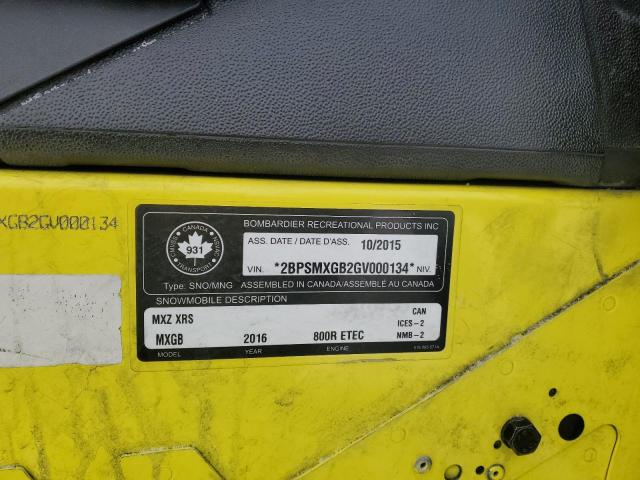 XGB2GV000134
BOMBARDIER RECREATIONAL PRODUCTS INC
CANADA
931
TRANSPORT
ASS. DATE / DATE D'ASS. 10/2015
VIN. *2BPSMXGB2GV000134* NIV.
Type: SNO/MNG ASSEMBLED IN CANADA/ASSEMBLÉ AU CANADA
SNOWMOBILE DESCRIPTION
MXZ XRS CAN
ICES-2
MXGB 2016 800R ETEC NMB-2
MODEL YEAR ENGINE